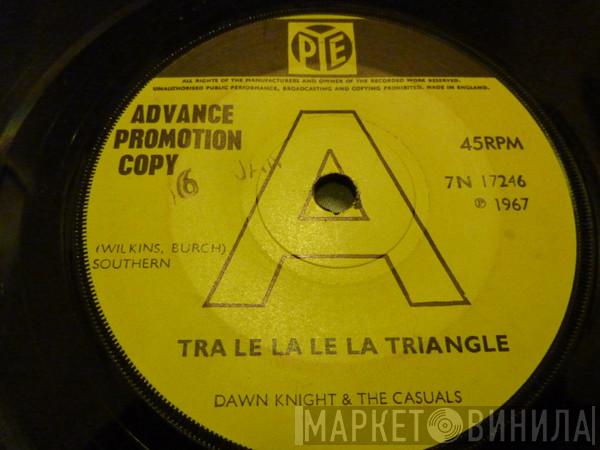 PYE
ALL RIGHTS OF THE MANUFACTURERS AND OWNER OF THE RECORDED WORK RESERVED.
UNAUTHORISED PUBLIC PERFORMANCE, BROADCASTING AND COPYING PROHIBITED. MADE IN ENGLAND.
ADVANCE
PROMOTION
COPY
45RPM
7N 17246
℗ 1967
6
A
(WILKINS, BURCH)
SOUTHERN
TRA LE LA LE LA TRIANGLE
DAWN KNIGHT & THE CASUALS
МАРКЕТ ВИНИЛА